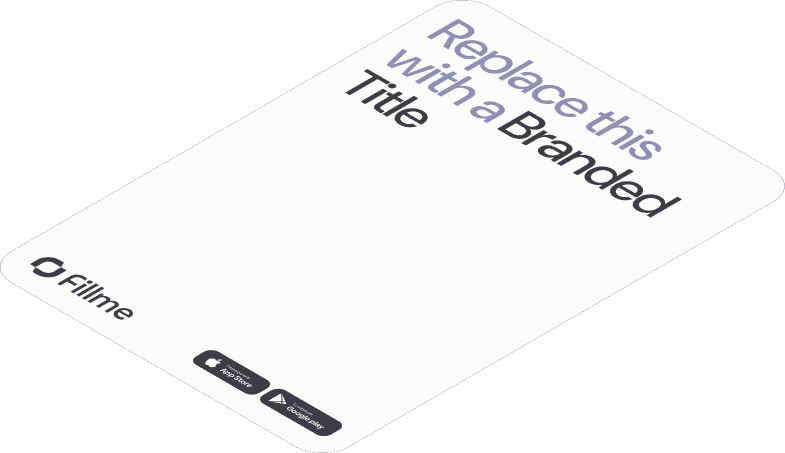 Replace this
with a Branded
Title
Fillme
App Store
Google play